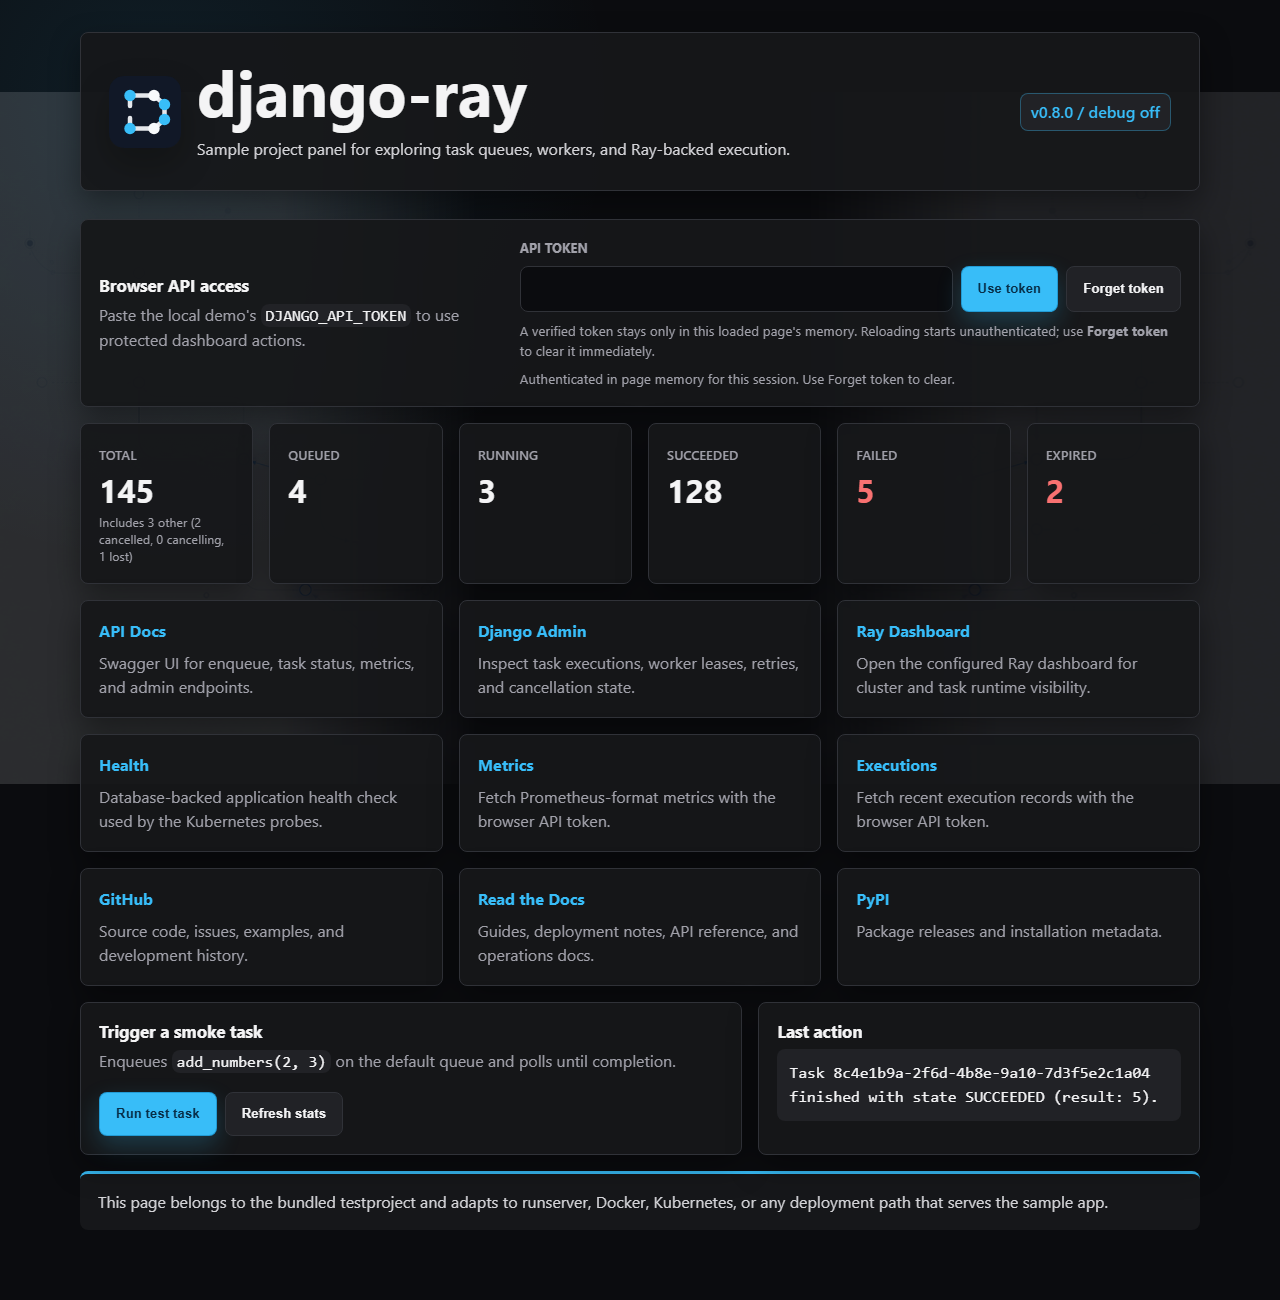 django-ray
Sample project panel for exploring task queues, workers, and Ray-backed execution.
v0.8.0 / debug off
Browser API access
Paste the local demo's DJANGO_API_TOKEN to use
protected dashboard actions.
API TOKEN
Use token
Forget token
A verified token stays only in this loaded page's memory. Reloading starts unauthenticated; use Forget token
to clear it immediately.
Authenticated in page memory for this session. Use Forget token to clear.
TOTAL
145
Includes 3 other (2
cancelled, 0 cancelling,
1 lost)
QUEUED
4
RUNNING
3
SUCCEEDED
128
FAILED
5
EXPIRED
2
API Docs
Swagger UI for enqueue, task status, metrics,
and admin endpoints.
Django Admin
Inspect task executions, worker leases, retries,
and cancellation state.
Ray Dashboard
Open the configured Ray dashboard for
cluster and task runtime visibility.
Health
Database-backed application health check
used by the Kubernetes probes.
Metrics
Fetch Prometheus-format metrics with the
browser API token.
Executions
Fetch recent execution records with the
browser API token.
GitHub
Source code, issues, examples, and
development history.
Read the Docs
Guides, deployment notes, API reference, and
operations docs.
PyPI
Package releases and installation metadata.
Trigger a smoke task
Enqueues add_numbers(2, 3) on the default queue and polls until completion.
Run test task
Refresh stats
Last action
Task 8c4e1b9a-2f6d-4b8e-9a10-7d3f5e2c1a04
finished with state SUCCEEDED (result: 5).
This page belongs to the bundled testproject and adapts to runserver, Docker, Kubernetes, or any deployment path that serves the sample app.